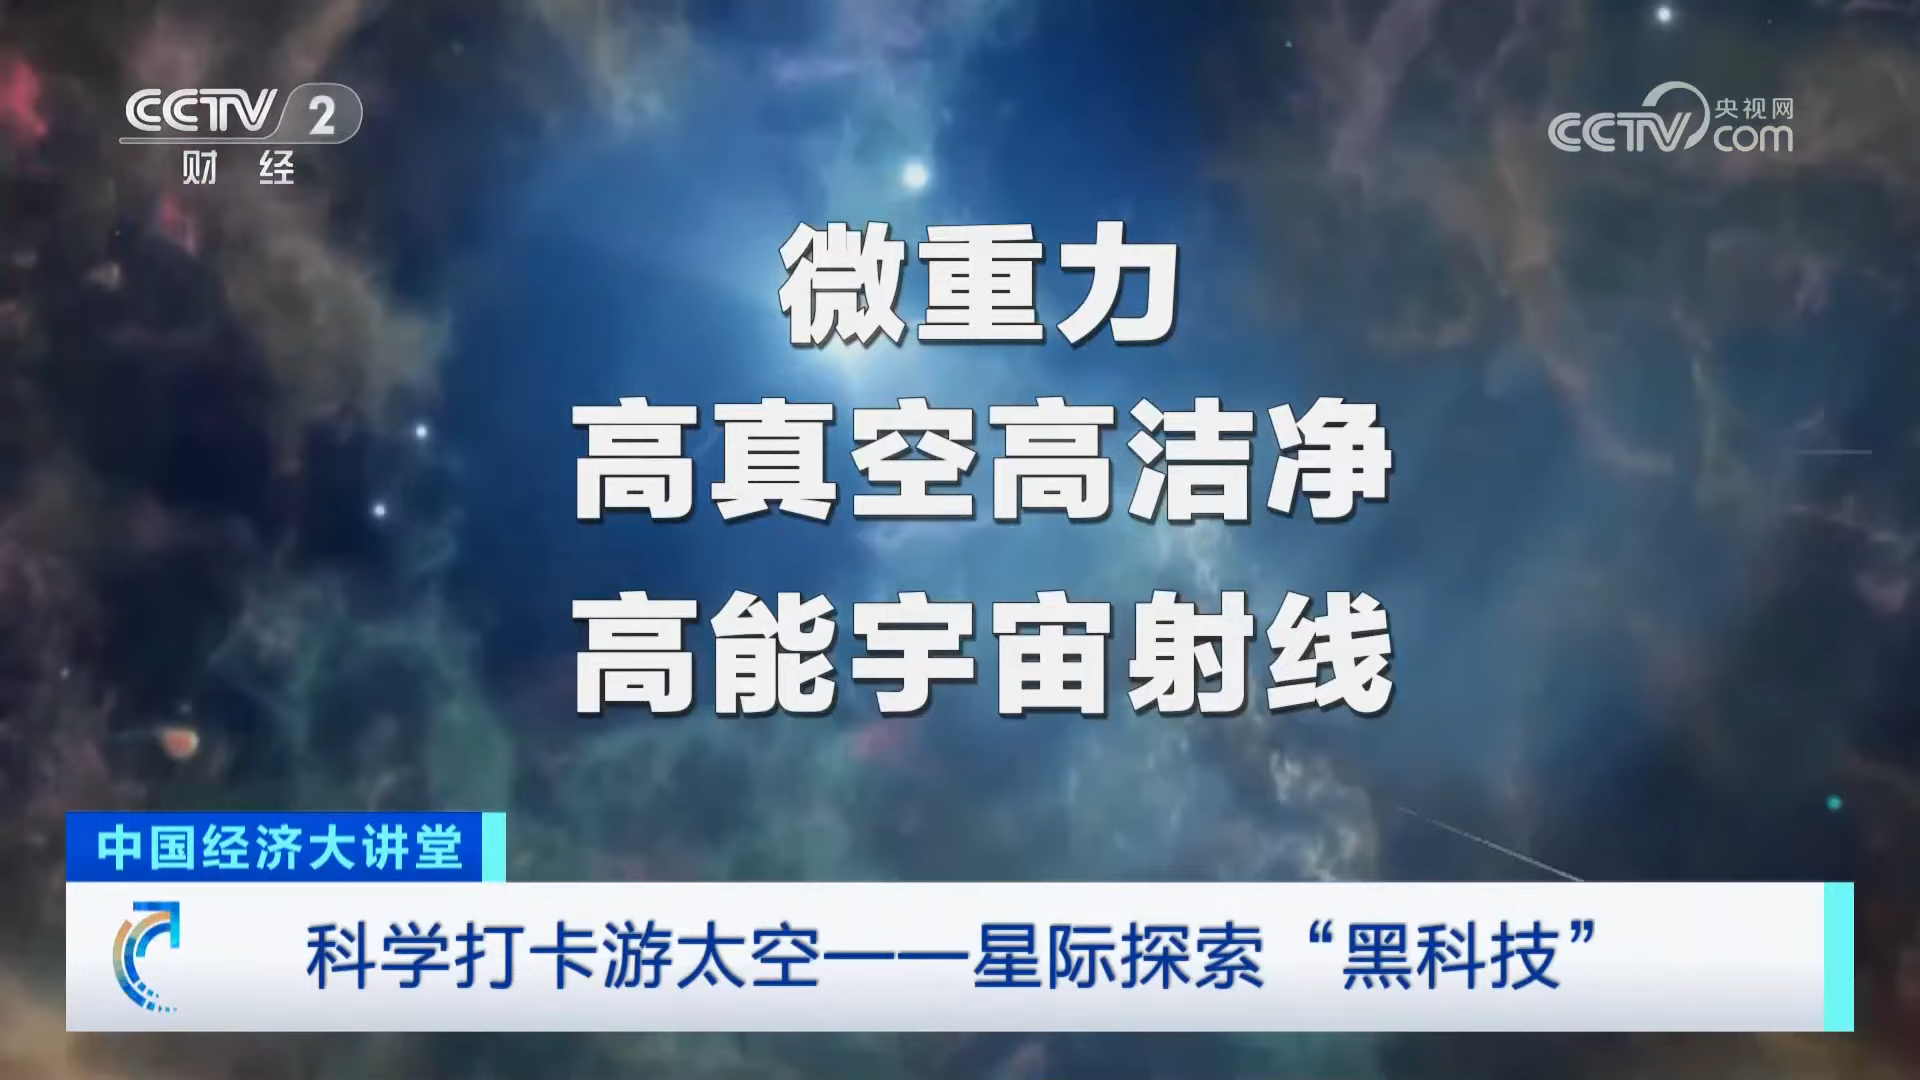 CCTV 2
财经
央视网
CCTV com
微重力
高真空高洁净
高能宇宙射线
中国经济大讲堂
科学打卡游太空——星际探索“黑科技”